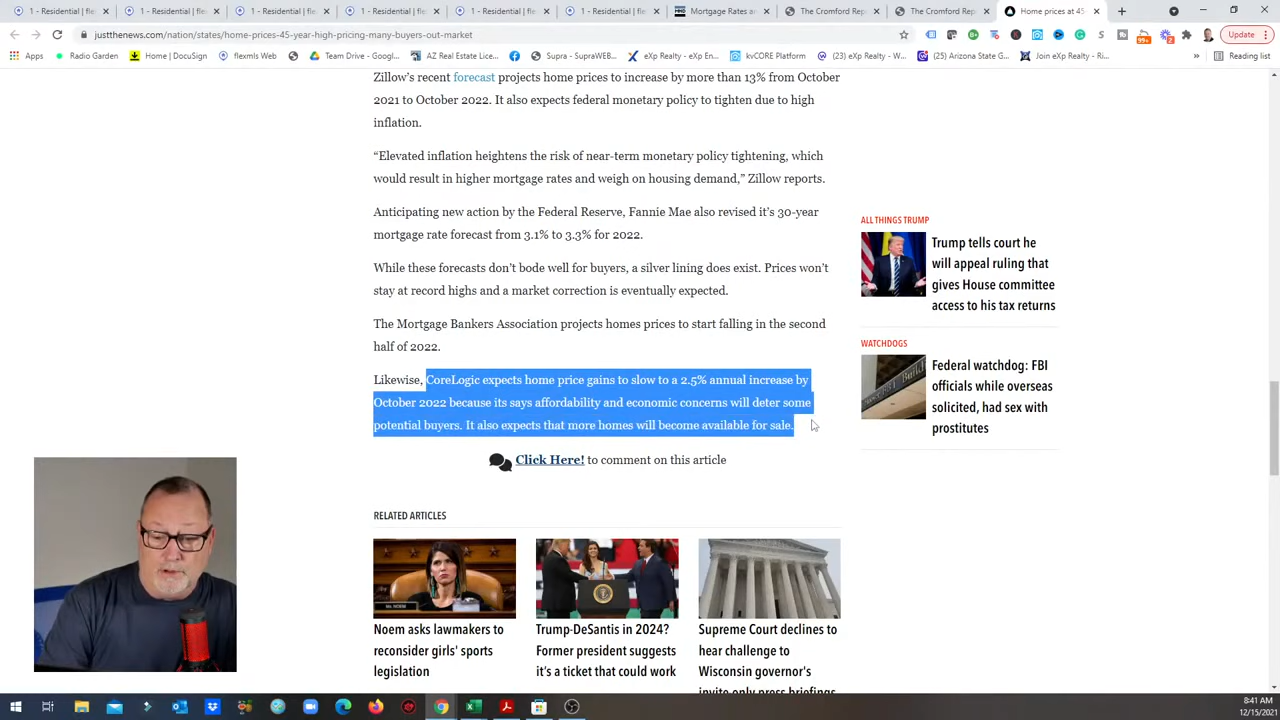 1 - Residential | fle
1 - Residential | fle
1 - Residential | fle
1 - Residential | fle
1 - Residential | fle
1 - Residential | fle
Mortgage Rates a
The Cromford Repo
The Cromford Repo
Home prices at 45
justthenews.com/nation/states/home-prices-45-year-high-pricing-many-buyers-out-market
99+
Update
Apps
Radio Garden
Home | DocuSign
flexmls Web
Team Drive - Googl...
AZ Real Estate Lice...
Supra - SupraWEB...
eXp Realty - eXp En...
kvCORE Platform
(23) eXp Realty - W...
(25) Arizona State G...
Join eXp Realty - Ri...
»
Reading list
Zillow's recent forecast projects home prices to increase by more than 13% from October
2021 to October 2022. It also expects federal monetary policy to tighten due to high
inflation.
“Elevated inflation heightens the risk of near-term monetary policy tightening, which
would result in higher mortgage rates and weigh on housing demand,” Zillow reports.
Anticipating new action by the Federal Reserve, Fannie Mae also revised it’s 30-year
mortgage rate forecast from 3.1% to 3.3% for 2022.
While these forecasts don’t bode well for buyers, a silver lining does exist. Prices won’t
stay at record highs and a market correction is eventually expected.
The Mortgage Bankers Association projects homes prices to start falling in the second
half of 2022.
Likewise, CoreLogic expects home price gains to slow to a 2.5% annual increase by
October 2022 because its says affordability and economic concerns will deter some
potential buyers. It also expects that more homes will become available for sale.
Click Here! to comment on this article
RELATED ARTICLES
Noem asks lawmakers to
reconsider girls' sports
legislation
Trump-DeSantis in 2024?
Former president suggests
it's a ticket that could work
Supreme Court declines to
hear challenge to
Wisconsin governor's
invite-only press briefings
ALL THINGS TRUMP
Trump tells court he
will appeal ruling that
gives House committee
access to his tax returns
WATCHDOGS
Federal watchdog: FBI
officials while overseas
solicited, had sex with
prostitutes
8:41 AM
12/15/2021